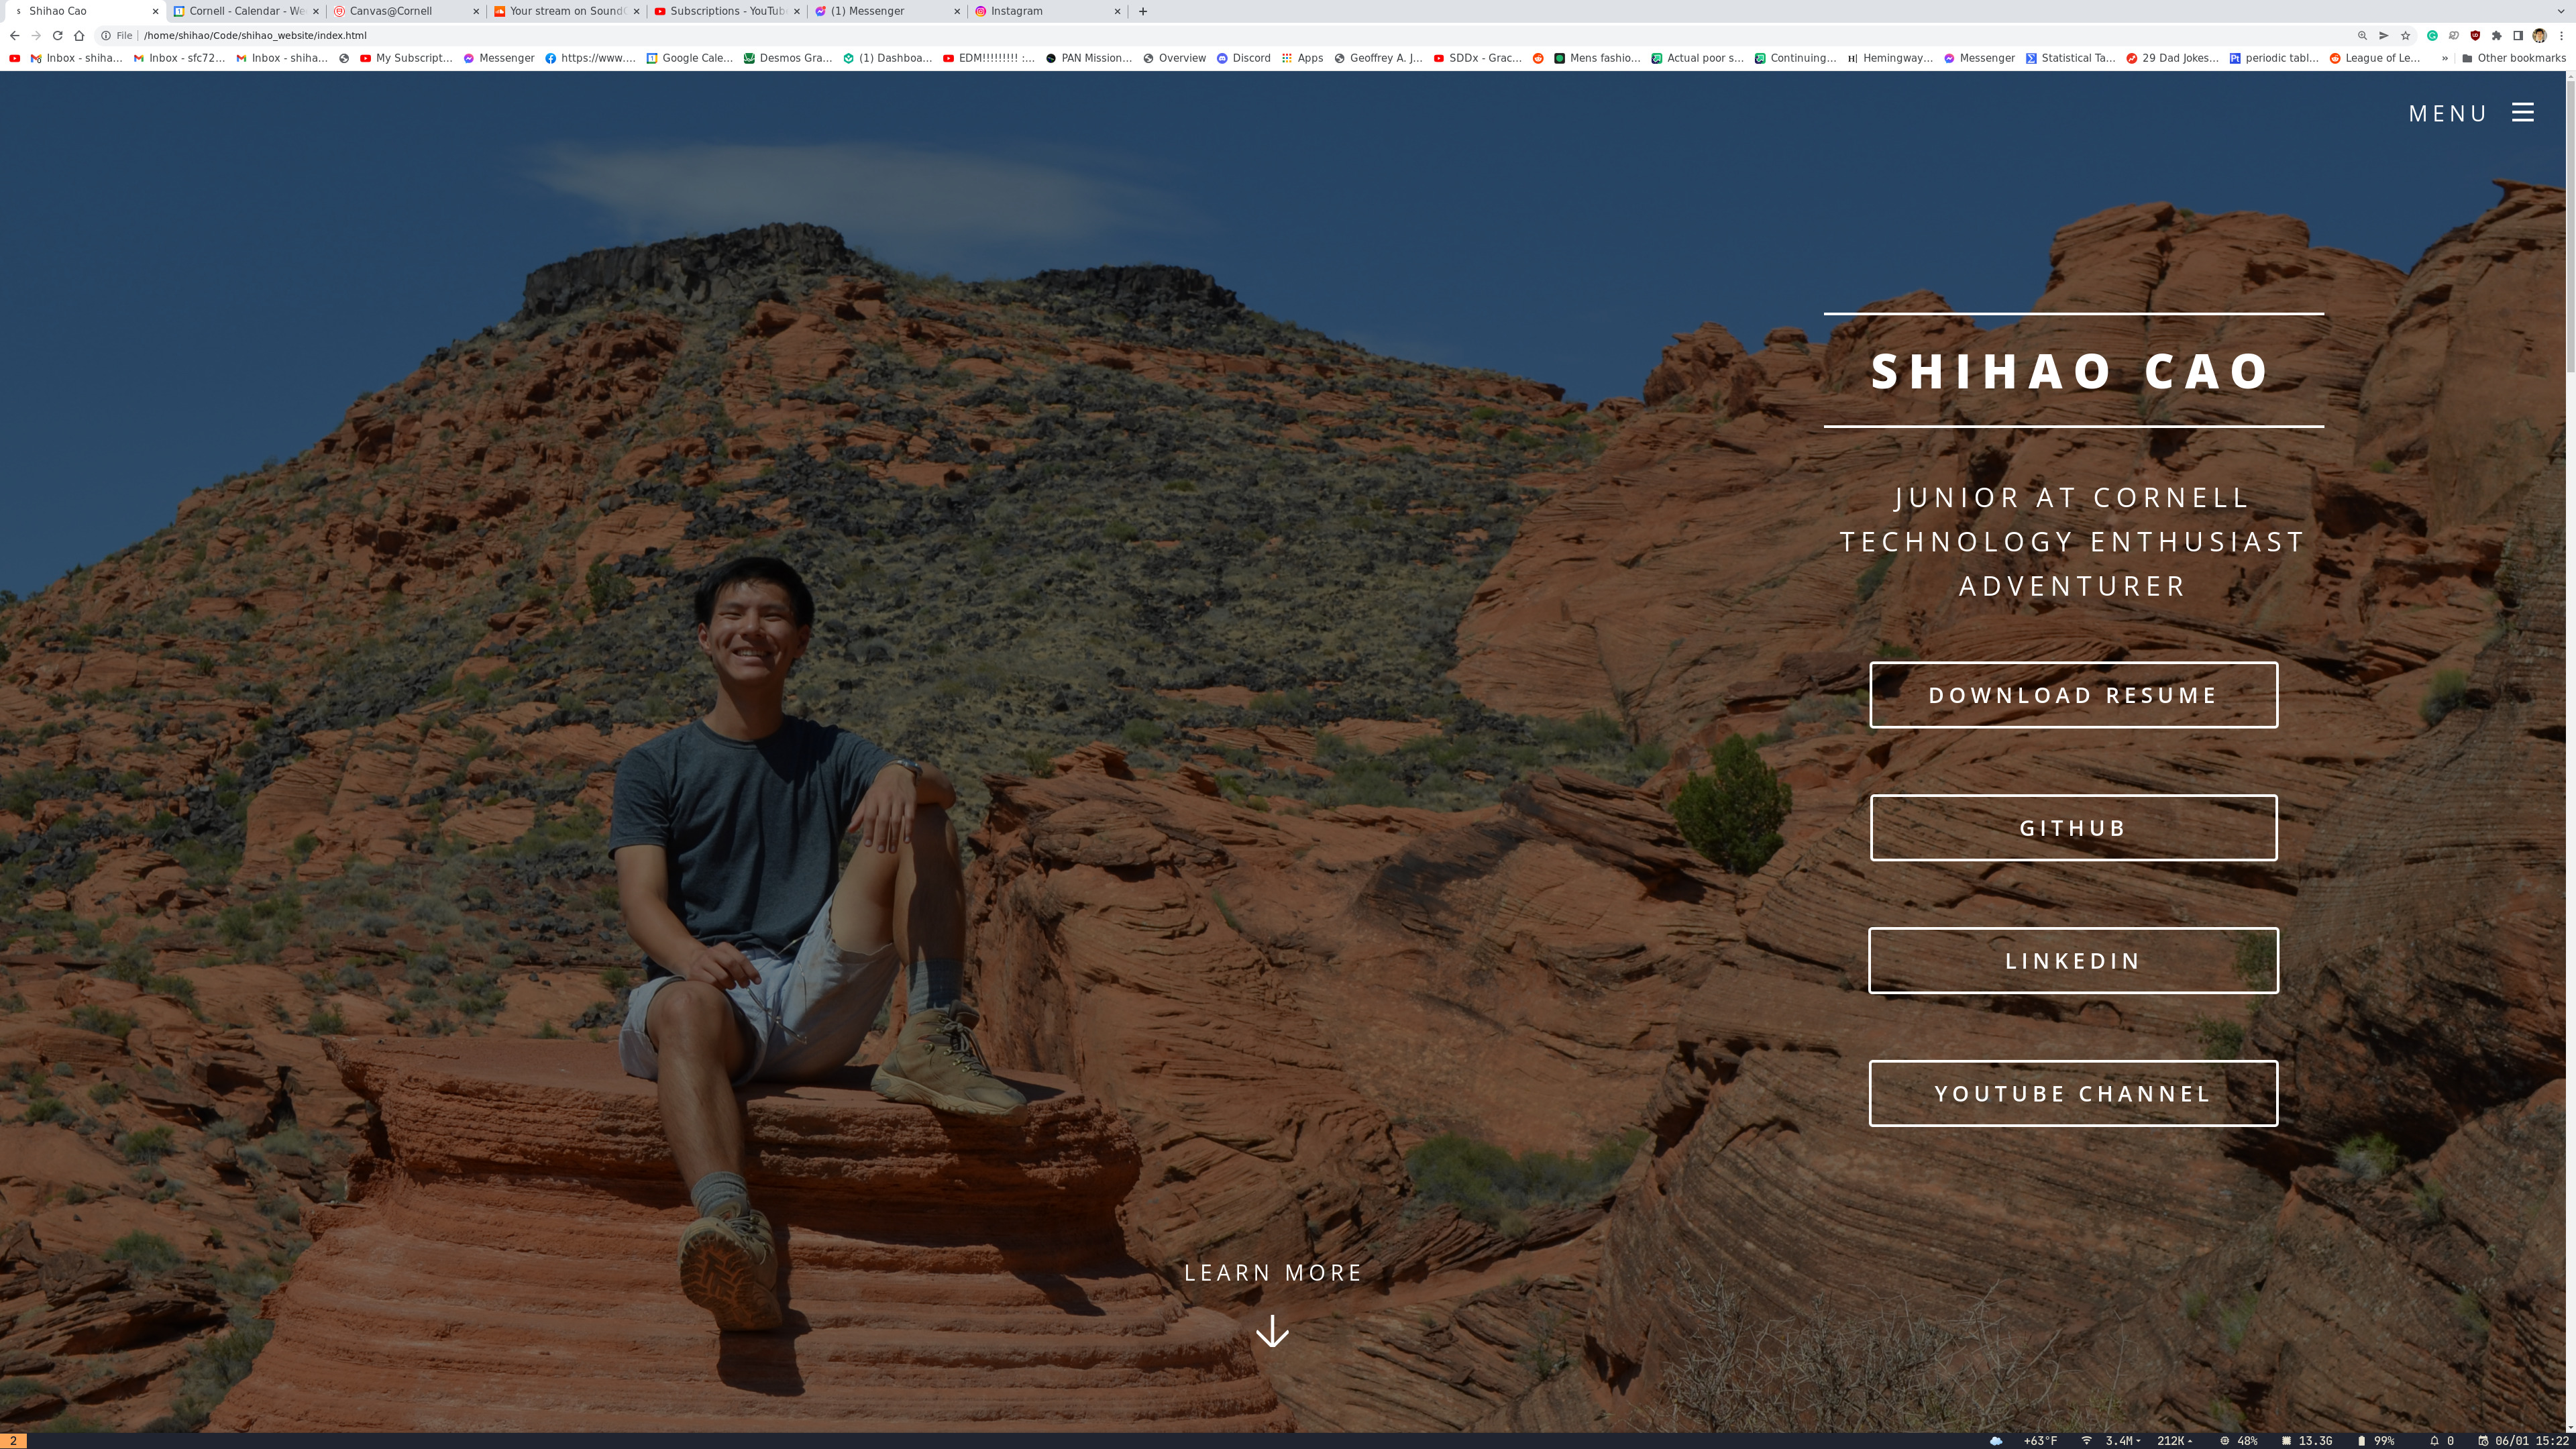 Shihao Cao
Cornell - Calendar - We
Canvas@Cornell
Your stream on SoundC
Subscriptions - YouTub
(1) Messenger
Instagram
File /home/shihao/Code/shihao_website/index.html
Inbox - shiha… Inbox - sfc72… Inbox - shiha… My Subscript… Messenger https://www.… Google Cale… Desmos Gra… (1) Dashboa… EDM!!!!!!!!! :… PAN Mission… Overview Discord Apps Geoffrey A. J… SDDx - Grac… Mens fashio… Actual poor s… Continuing… H| Hemingway… Messenger Statistical Ta… 29 Dad Jokes… Pt periodic tabl… League of Le… » Other bookmarks
MENU
SHIHAO CAO
JUNIOR AT CORNELL
TECHNOLOGY ENTHUSIAST
ADVENTURER
DOWNLOAD RESUME
GITHUB
LINKEDIN
YOUTUBE CHANNEL
LEARN MORE
2 +63°F 3.4M 212K 48% 13.3G 99% 0 06/01 15:22